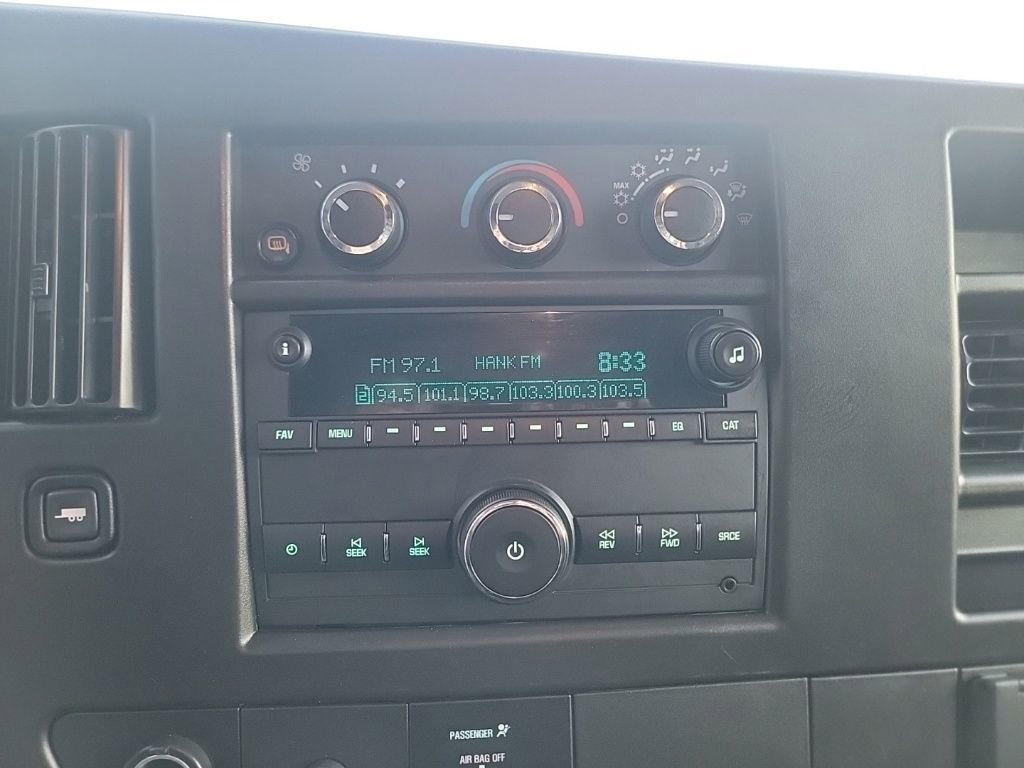 MAX
i
FM 97.1 HANK FM 8:33
2 94.5 101.1 98.7 103.3 100.3 103.5
FAV MENU EQ CAT
SEEK SEEK REV FWD SRCE
PASSENGER
AIR BAG OFF